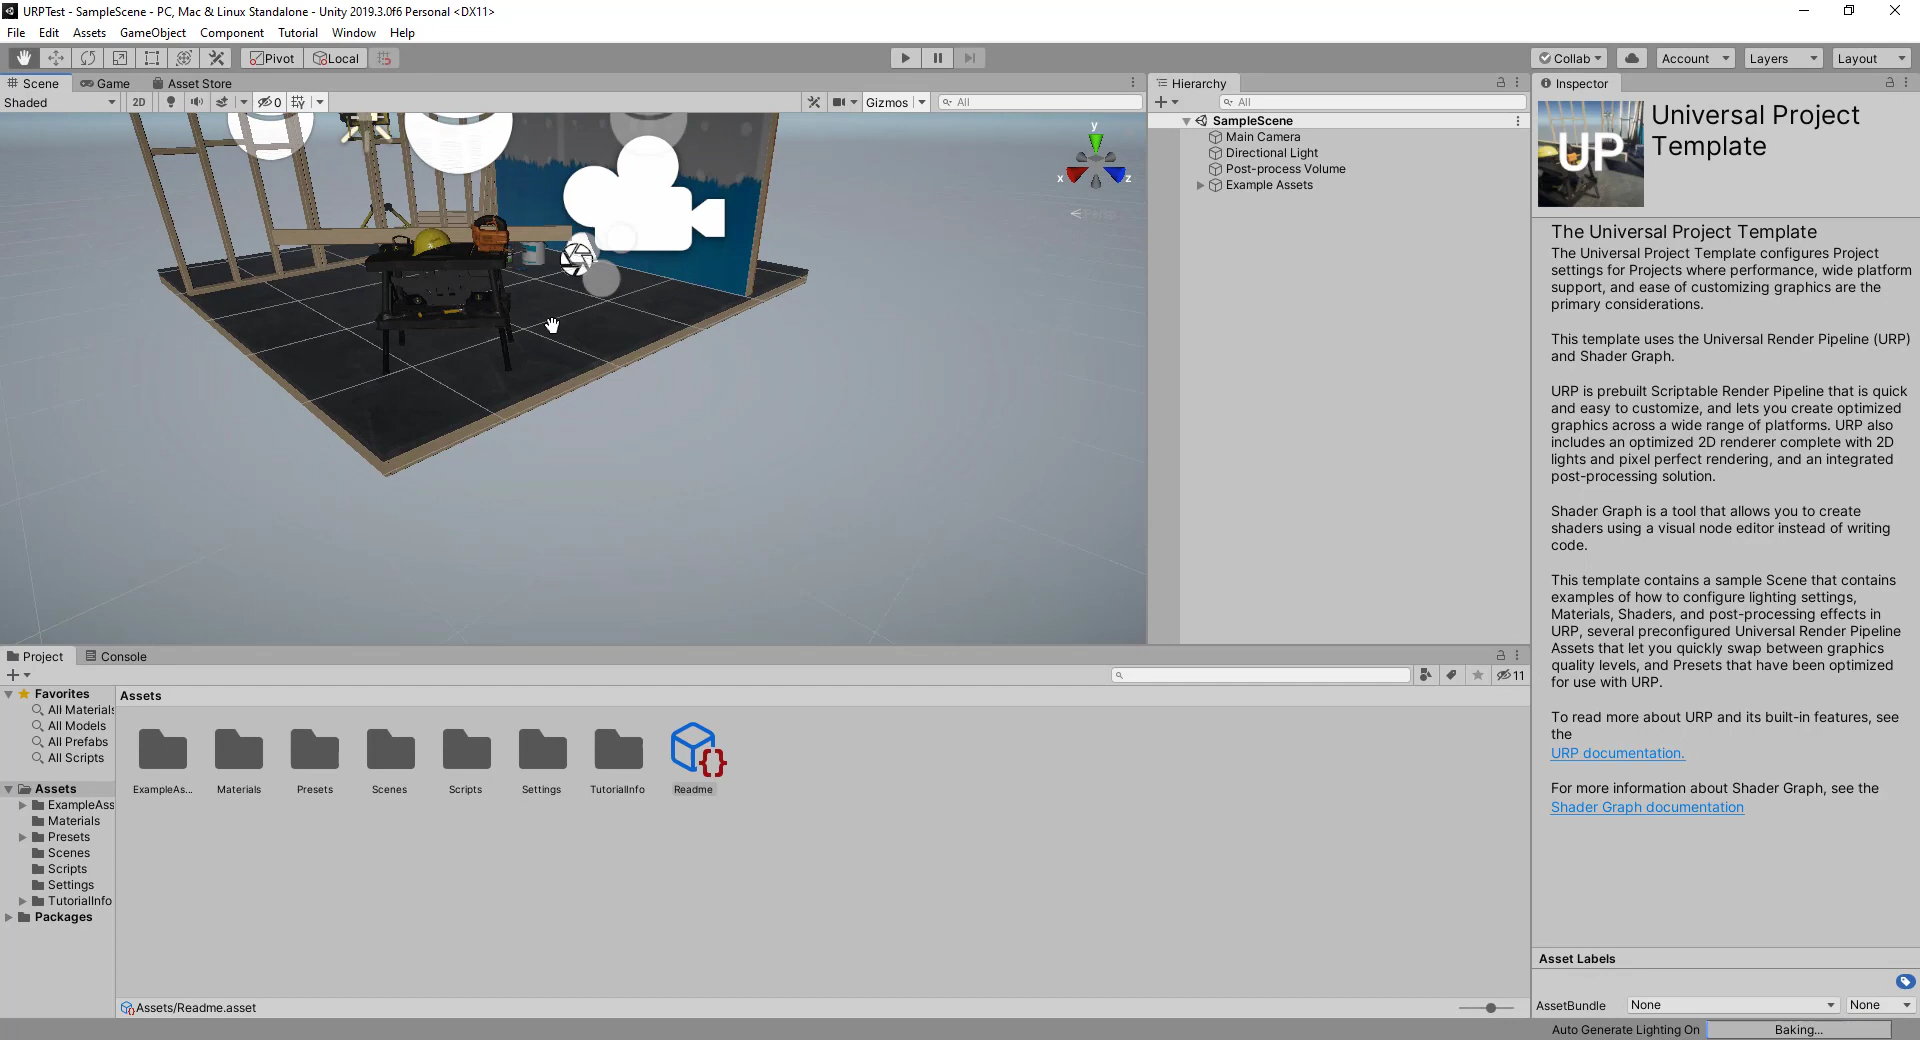 URPTest - SampleScene - PC, Mac & Linux Standalone - Unity 2019.3.0f6 Personal <DX11>
File Edit Assets GameObject Component Tutorial Window Help
Pivot Local Collab Account Layers Layout
Scene Game Asset Store
Shaded 2D 0 Gizmos All
y
x z
Persp
Hierarchy
All
SampleScene
Main Camera
Directional Light
Post-process Volume
Example Assets
Inspector
UP
Universal Project
Template
The Universal Project Template
The Universal Project Template configures Project
settings for Projects where performance, wide platform
support, and ease of customizing graphics are the
primary considerations.
This template uses the Universal Render Pipeline (URP)
and Shader Graph.
URP is prebuilt Scriptable Render Pipeline that is quick
and easy to customize, and lets you create optimized
graphics across a wide range of platforms. URP also
includes an optimized 2D renderer complete with 2D
lights and pixel perfect rendering, and an integrated
post-processing solution.
Shader Graph is a tool that allows you to create
shaders using a visual node editor instead of writing
code.
This template contains a sample Scene that contains
examples of how to configure lighting settings,
Materials, Shaders, and post-processing effects in
URP, several preconfigured Universal Render Pipeline
Assets that let you quickly swap between graphics
quality levels, and Presets that have been optimized
for use with URP.
To read more about URP and its built-in features, see
the
URP documentation.
For more information about Shader Graph, see the
Shader Graph documentation
Asset Labels
AssetBundle None None
Auto Generate Lighting On Baking...
Project Console
11
Favorites
All Materials
All Models
All Prefabs
All Scripts
Assets
ExampleAss
Materials
Presets
Scenes
Scripts
Settings
TutorialInfo
Packages
Assets
ExampleAs... Materials Presets Scenes Scripts Settings TutorialInfo Readme
Assets/Readme.asset